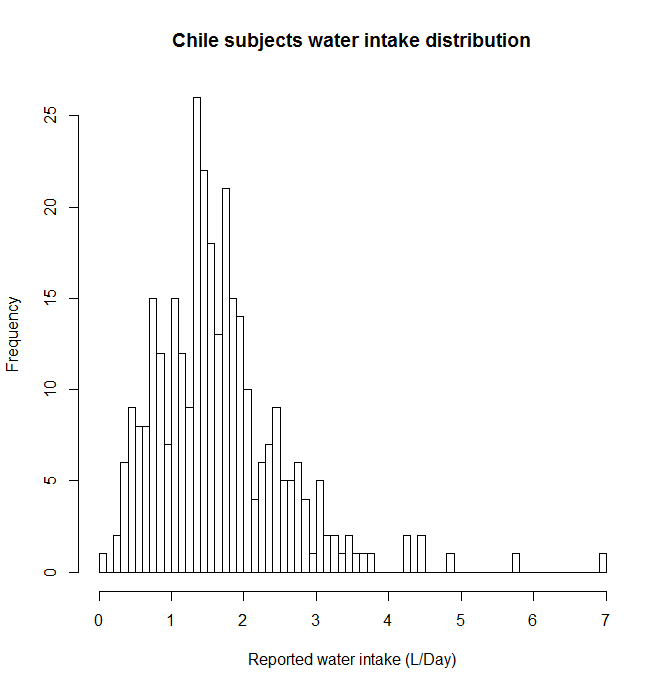 Chile subjects water intake distribution
Frequency
25
20
15
10
5
0
0 1 2 3 4 5 6 7
Reported water intake (L/Day)